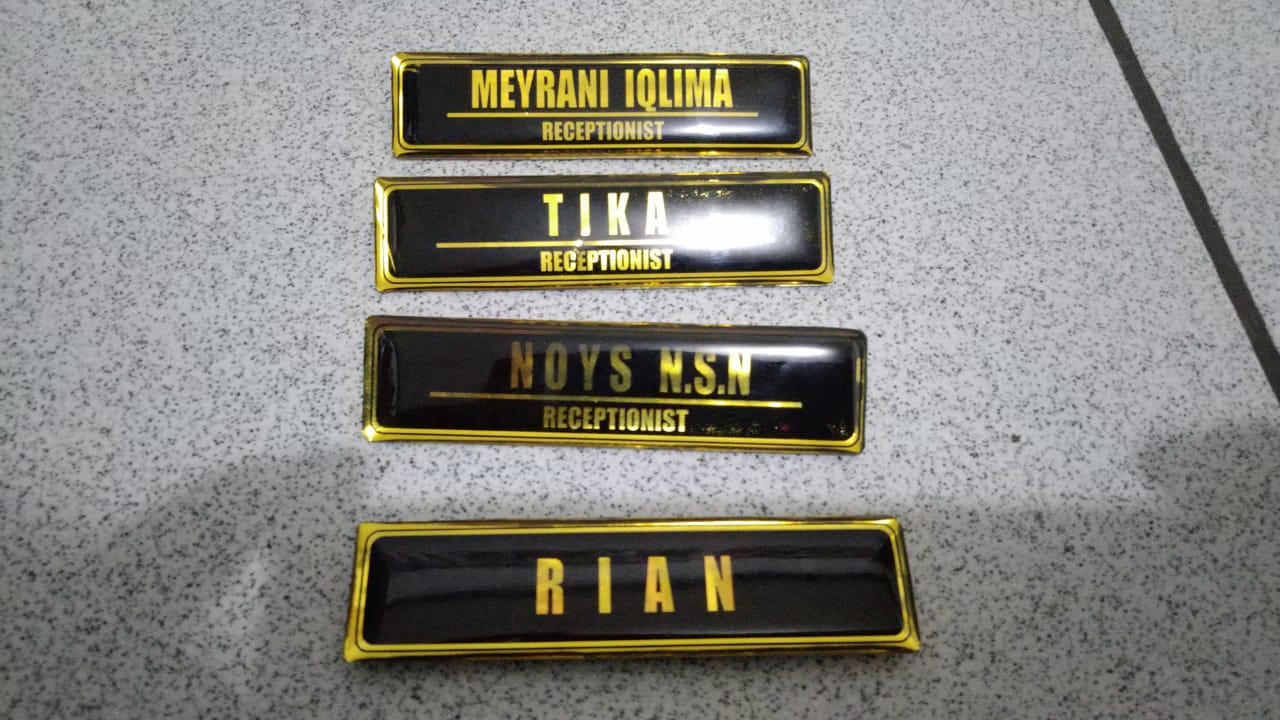 MEYRANI IQLIMA
RECEPTIONIST
TIKA
RECEPTIONIST
NOYS N.S.N
RECEPTIONIST
RIAN